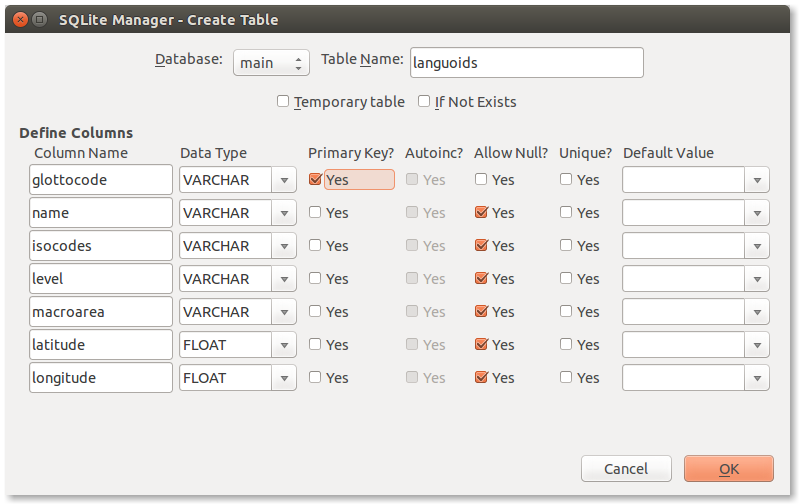 SQLite Manager - Create Table
Database: main Table Name: languoids
Temporary table If Not Exists
Define Columns
Column Name Data Type Primary Key? Autoinc? Allow Null? Unique? Default Value
glottocode VARCHAR Yes Yes Yes Yes
name VARCHAR Yes Yes Yes Yes
isocodes VARCHAR Yes Yes Yes Yes
level VARCHAR Yes Yes Yes Yes
macroarea VARCHAR Yes Yes Yes Yes
latitude FLOAT Yes Yes Yes Yes
longitude FLOAT Yes Yes Yes Yes
Cancel OK